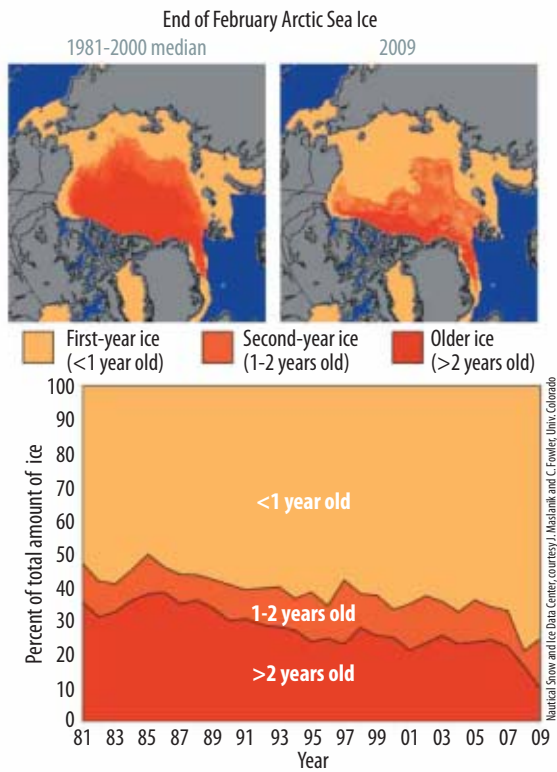 End of February Arctic Sea Ice
1981-2000 median
2009
First-year ice
(<1 year old)
Second-year ice
(1-2 years old)
Older ice
(>2 years old)
Percent of total amount of ice
100
90
80
70
60
50
40
30
20
10
0
<1 year old
1-2 years old
>2 years old
81 83 85 87 89 91 93 95 97 99 01 03 05 07 09
Year
Nautical Snow and Ice Data Center, courtesy J. Maslanik and C. Fowler, Univ. Colorado